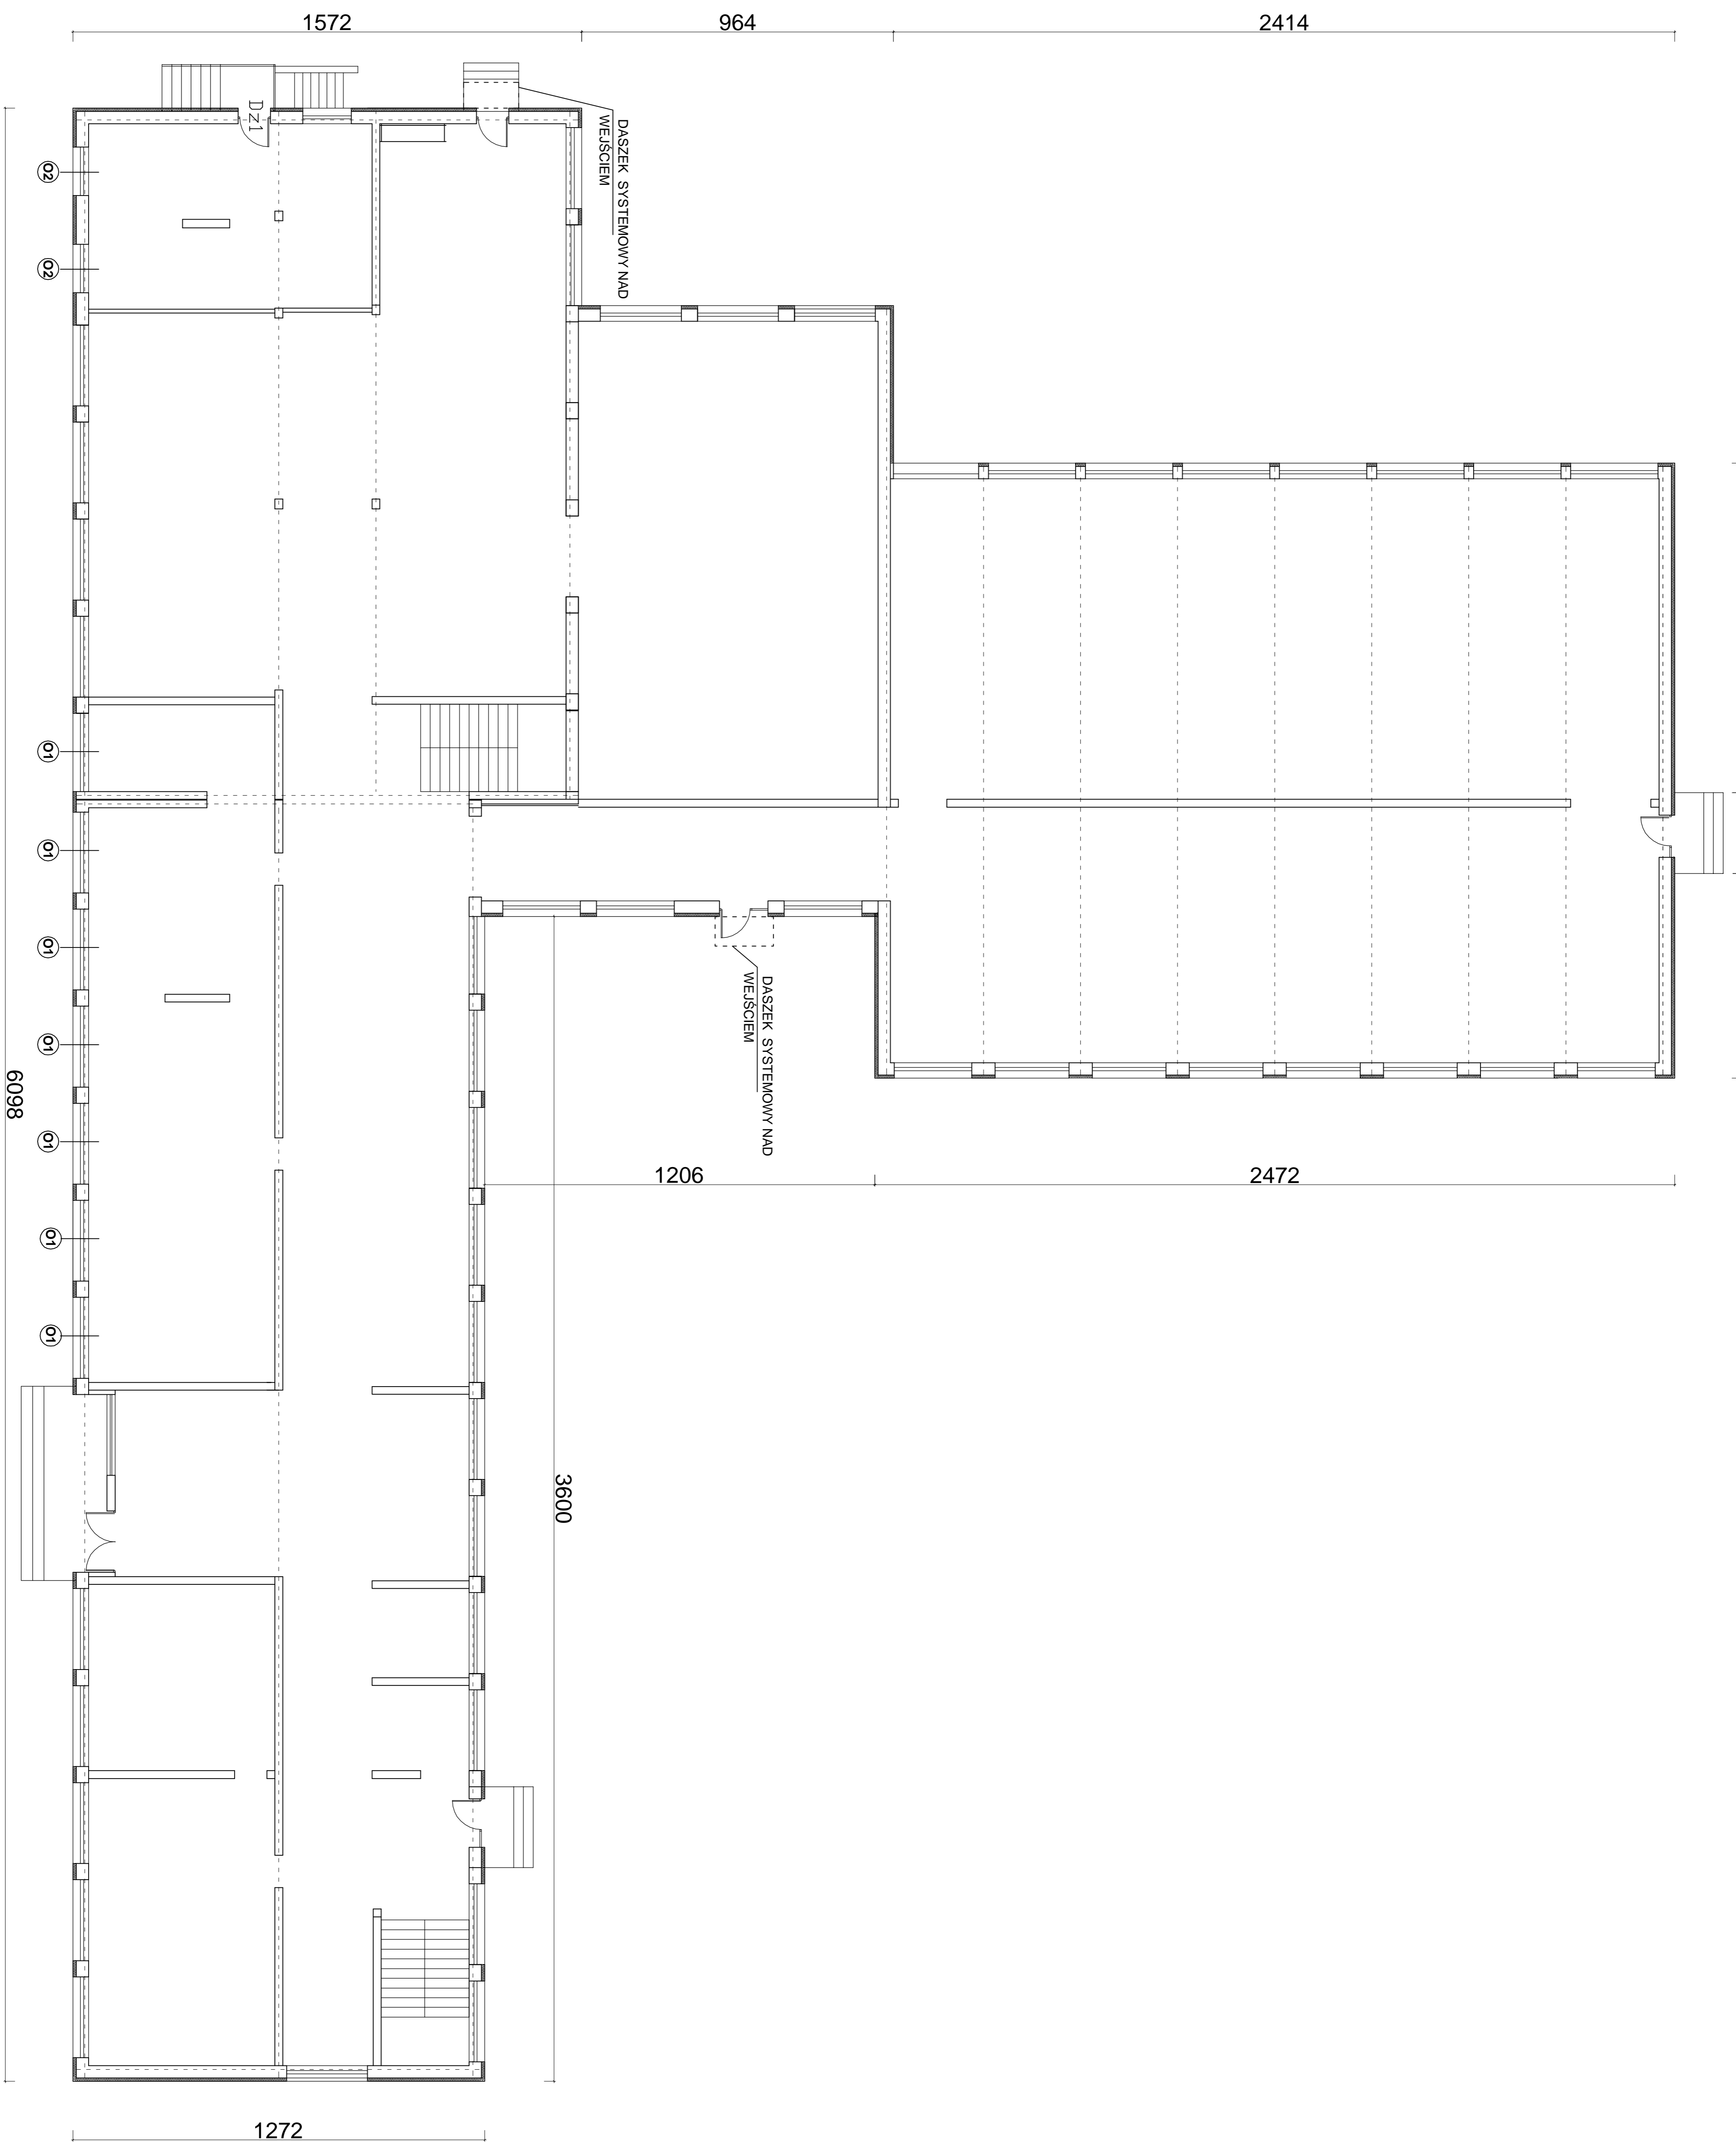 1572
964
2414
Dz1
DASZEK SYSTEMOWY NAD
WEJŚCIEM
O2
O2
O1
O1
O1
O1
O1
O1
O1
DASZEK SYSTEMOWY NAD
WEJŚCIEM
6098
1206
2472
3600
1272